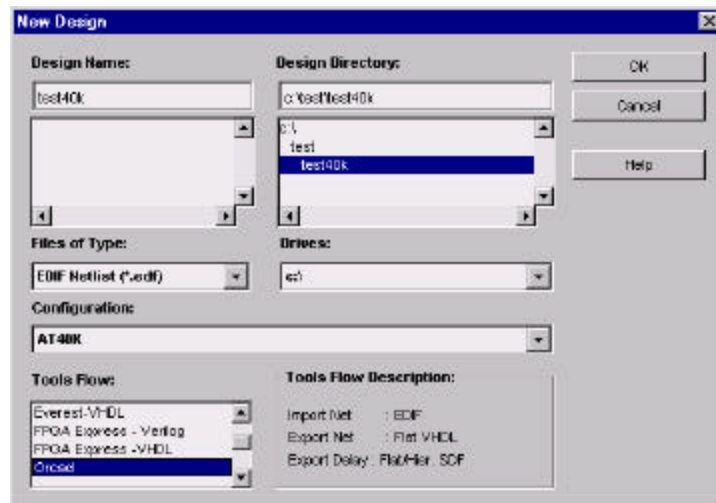 New Design
Design Name:
test40k
Design Directory:
c:\test\test40k
c:\
test
test40k
OK
Cancel
Help
Files of Type:
EDIF Netlist (*.edf)
Drives:
c:\
Configuration:
AT40K
Tools Flow:
Everest-VHDL
FPGA Express - Verilog
FPGA Express -VHDL
Orcad
Tools Flow Description:
Import Net : EDIF
Export Net : Flat VHDL
Export Delay : Flat/Hier. SDF